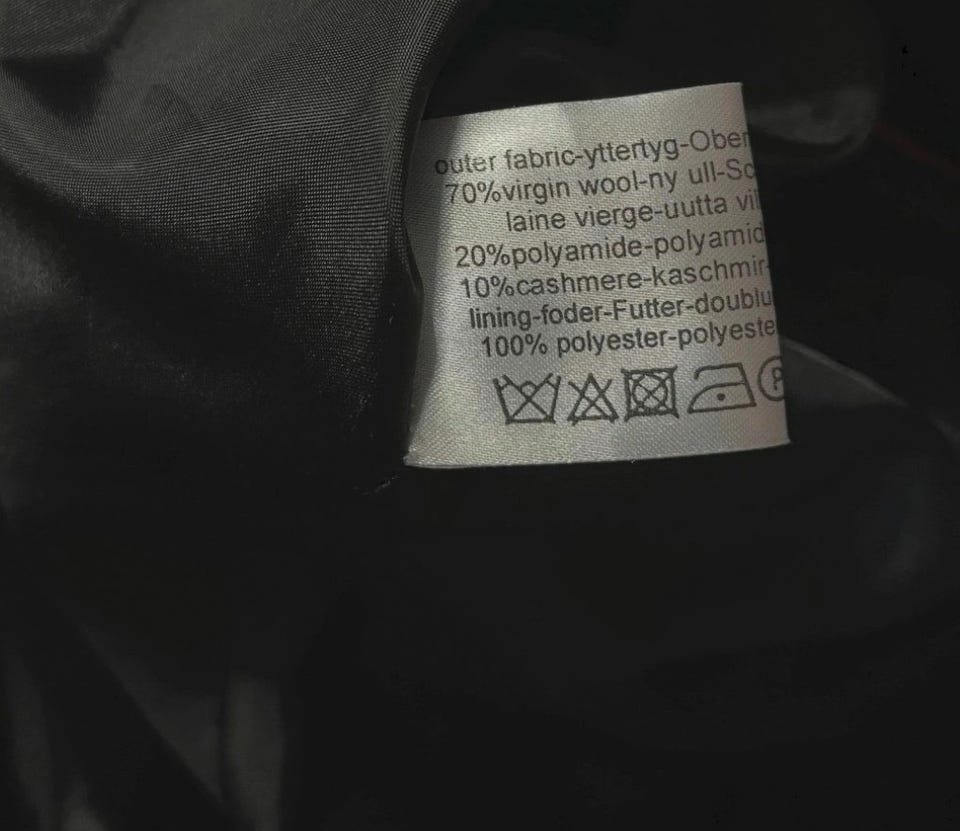 outer fabric-yttertyg-Ober
70%virgin wool-ny ull-Sc
laine vierge-uutta vil
20%polyamide-polyamid
10%cashmere-kaschmir-
lining-foder-Futter-doublu
100% polyester-polyeste
P